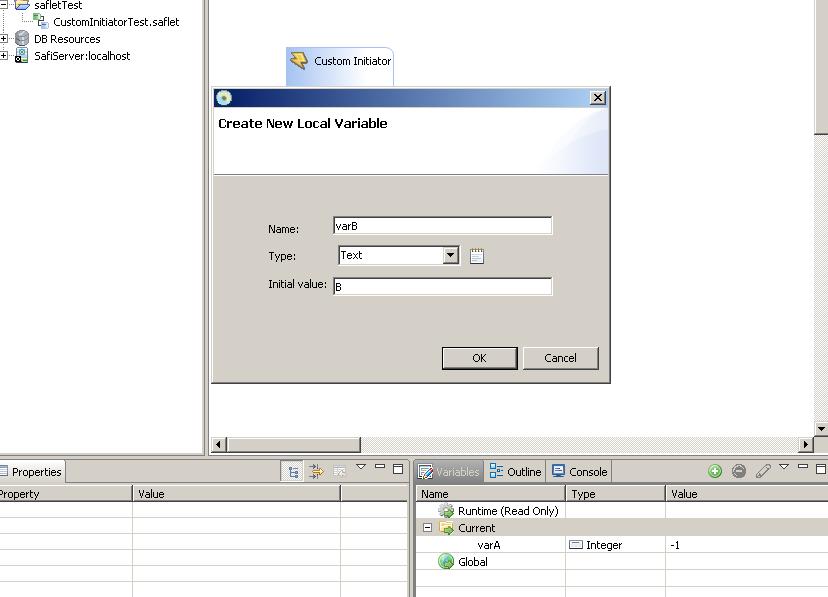 safletTest
CustomInitiatorTest.saflet
DB Resources
SafiServer:localhost
Custom Initiator
Create New Local Variable
Name: varB
Type: Text
Initial value: B
OK Cancel
Properties
Property Value
Variables Outline Console
Name Type Value
Runtime (Read Only)
Current
varA Integer -1
Global